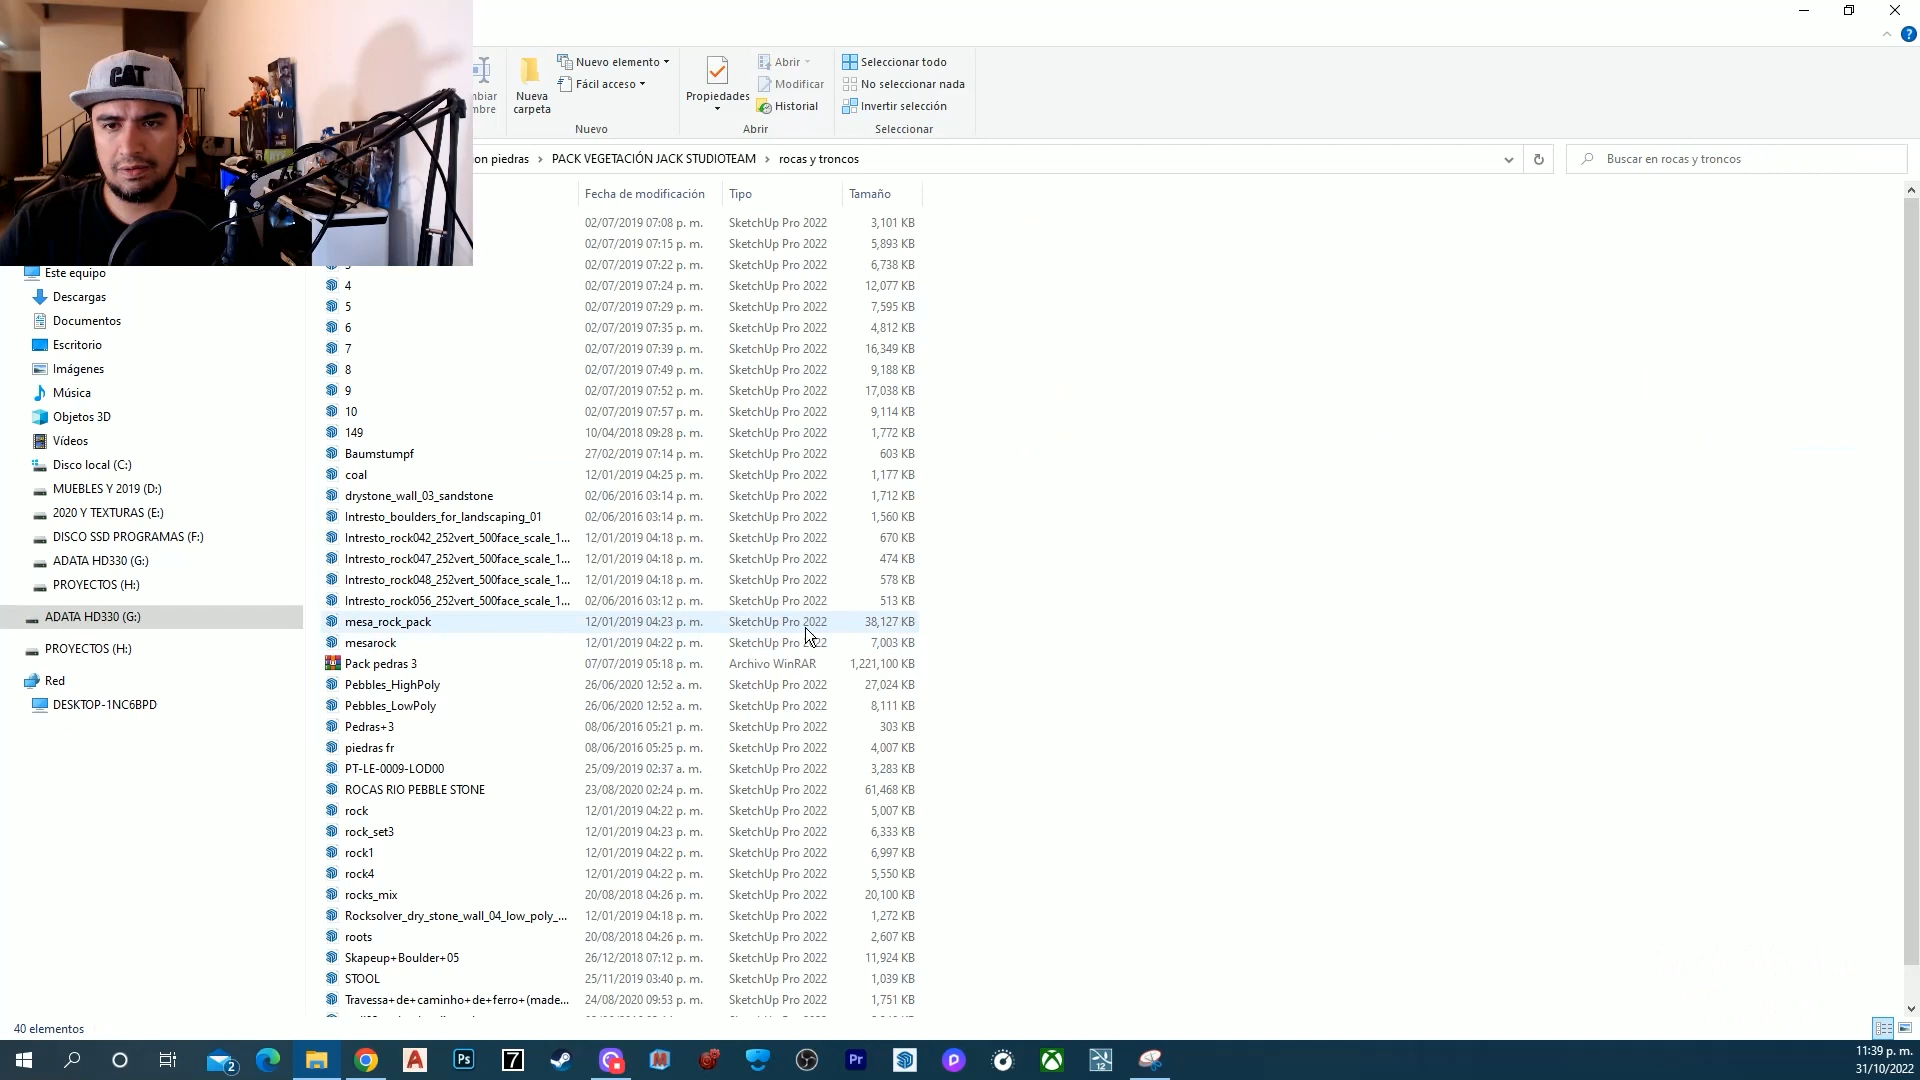 CAT
Nuevo elemento
Fácil acceso
Nueva carpeta
Nuevo
Propiedades
Abrir
Modificar
Historial
Abrir
Seleccionar todo
No seleccionar nada
Invertir selección
Seleccionar
piedras > PACK VEGETACIÓN JACK STUDIOTEAM > rocas y troncos
Buscar en rocas y troncos
Fecha de modificación Tipo Tamaño
02/07/2019 07:08 p. m. SketchUp Pro 2022 3,101 KB
02/07/2019 07:15 p. m. SketchUp Pro 2022 5,893 KB
02/07/2019 07:22 p. m. SketchUp Pro 2022 6,738 KB
4 02/07/2019 07:24 p. m. SketchUp Pro 2022 12,077 KB
5 02/07/2019 07:29 p. m. SketchUp Pro 2022 7,595 KB
6 02/07/2019 07:35 p. m. SketchUp Pro 2022 4,812 KB
7 02/07/2019 07:39 p. m. SketchUp Pro 2022 16,349 KB
8 02/07/2019 07:49 p. m. SketchUp Pro 2022 9,188 KB
9 02/07/2019 07:52 p. m. SketchUp Pro 2022 17,038 KB
10 02/07/2019 07:57 p. m. SketchUp Pro 2022 9,114 KB
149 10/04/2018 09:28 p. m. SketchUp Pro 2022 1,772 KB
Baumstumpf 27/02/2019 07:14 p. m. SketchUp Pro 2022 603 KB
coal 12/01/2019 04:25 p. m. SketchUp Pro 2022 1,177 KB
drystone_wall_03_sandstone 02/06/2016 03:14 p. m. SketchUp Pro 2022 1,712 KB
Intresto_boulders_for_landscaping_01 02/06/2016 03:14 p. m. SketchUp Pro 2022 1,560 KB
Intresto_rock042_252vert_500face_scale_1... 12/01/2019 04:18 p. m. SketchUp Pro 2022 670 KB
Intresto_rock047_252vert_500face_scale_1... 12/01/2019 04:18 p. m. SketchUp Pro 2022 474 KB
Intresto_rock048_252vert_500face_scale_1... 12/01/2019 04:18 p. m. SketchUp Pro 2022 578 KB
Intresto_rock056_252vert_500face_scale_1... 02/06/2016 03:12 p. m. SketchUp Pro 2022 513 KB
mesa_rock_pack 12/01/2019 04:23 p. m. SketchUp Pro 2022 38,127 KB
mesarock 12/01/2019 04:22 p. m. SketchUp Pro 2022 7,003 KB
Pack pedras 3 07/07/2019 05:18 p. m. Archivo WinRAR 1,221,100 KB
Pebbles_HighPoly 26/06/2020 12:52 a. m. SketchUp Pro 2022 27,024 KB
Pebbles_LowPoly 26/06/2020 12:52 a. m. SketchUp Pro 2022 8,111 KB
Pedras+3 08/06/2016 05:21 p. m. SketchUp Pro 2022 303 KB
piedras fr 08/06/2016 05:25 p. m. SketchUp Pro 2022 4,007 KB
PT-LE-0009-LOD00 25/09/2019 02:37 a. m. SketchUp Pro 2022 3,283 KB
ROCAS RIO PEBBLE STONE 23/08/2020 02:24 p. m. SketchUp Pro 2022 61,468 KB
rock 12/01/2019 04:22 p. m. SketchUp Pro 2022 5,007 KB
rock_set3 12/01/2019 04:23 p. m. SketchUp Pro 2022 6,333 KB
rock1 12/01/2019 04:22 p. m. SketchUp Pro 2022 6,997 KB
rock4 12/01/2019 04:22 p. m. SketchUp Pro 2022 5,550 KB
rocks_mix 20/08/2018 04:26 p. m. SketchUp Pro 2022 20,100 KB
Rocksolver_dry_stone_wall_04_low_poly_... 12/01/2019 04:18 p. m. SketchUp Pro 2022 1,272 KB
roots 20/08/2018 04:26 p. m. SketchUp Pro 2022 2,607 KB
Skapeup+Boulder+05 26/12/2018 07:12 p. m. SketchUp Pro 2022 11,924 KB
STOOL 25/11/2019 03:40 p. m. SketchUp Pro 2022 1,039 KB
Travessa+de+caminho+de+ferro+(made... 24/08/2020 09:53 p. m. SketchUp Pro 2022 1,751 KB
Este equipo
Descargas
Documentos
Escritorio
Imágenes
Música
Objetos 3D
Vídeos
Disco local (C:)
MUEBLES Y 2019 (D:)
2020 Y TEXTURAS (E:)
DISCO SSD PROGRAMAS (F:)
ADATA HD330 (G:)
PROYECTOS (H:)
ADATA HD330 (G:)
PROYECTOS (H:)
Red
DESKTOP-1NC6BPD
40 elementos
2
A
Ps
7
Pr
12
11:39 p. m.
31/10/2022